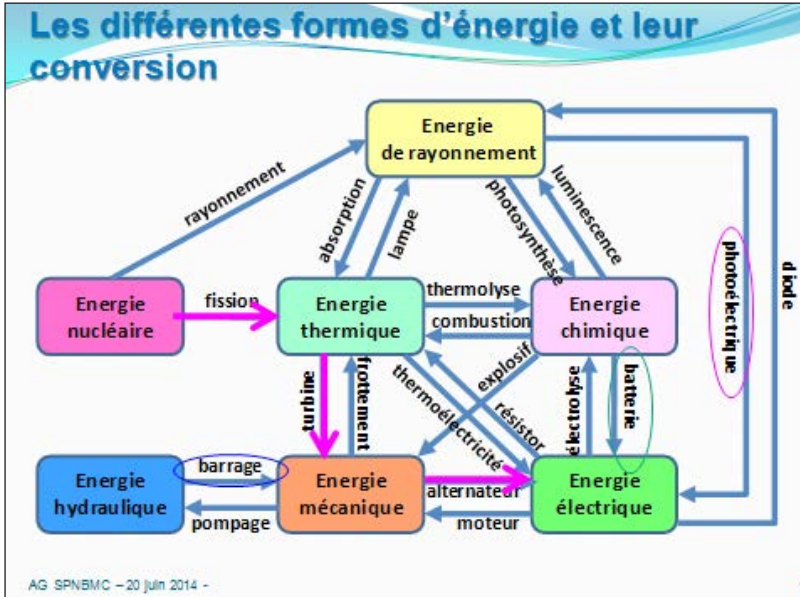 Les différentes formes d’énergie et leur
conversion
Energie
de rayonnement
rayonnement
absorption
lampe
photosynthèse
luminescence
photoélectrique
diode
Energie
nucléaire
fission
Energie
thermique
thermolyse
combustion
Energie
chimique
turbine
frottement
thermoélectricité
résistor
explosif
électrolyse
batterie
Energie
hydraulique
barrage
pompage
Energie
mécanique
alternateur
moteur
Energie
électrique
AG SPNBMC – 20 juin 2014 -